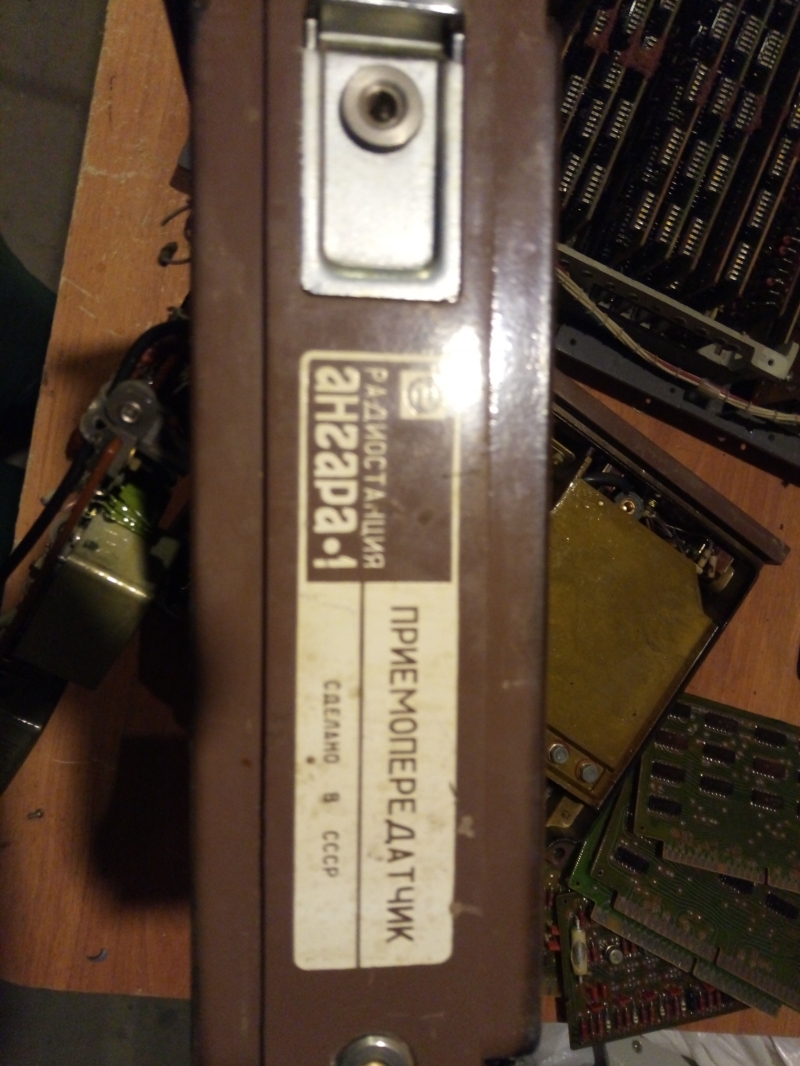 РАДИОСТАНЦИЯ
ангара•1
ПРИЕМОПЕРЕДАТЧИК
СДЕЛАНО В СССР